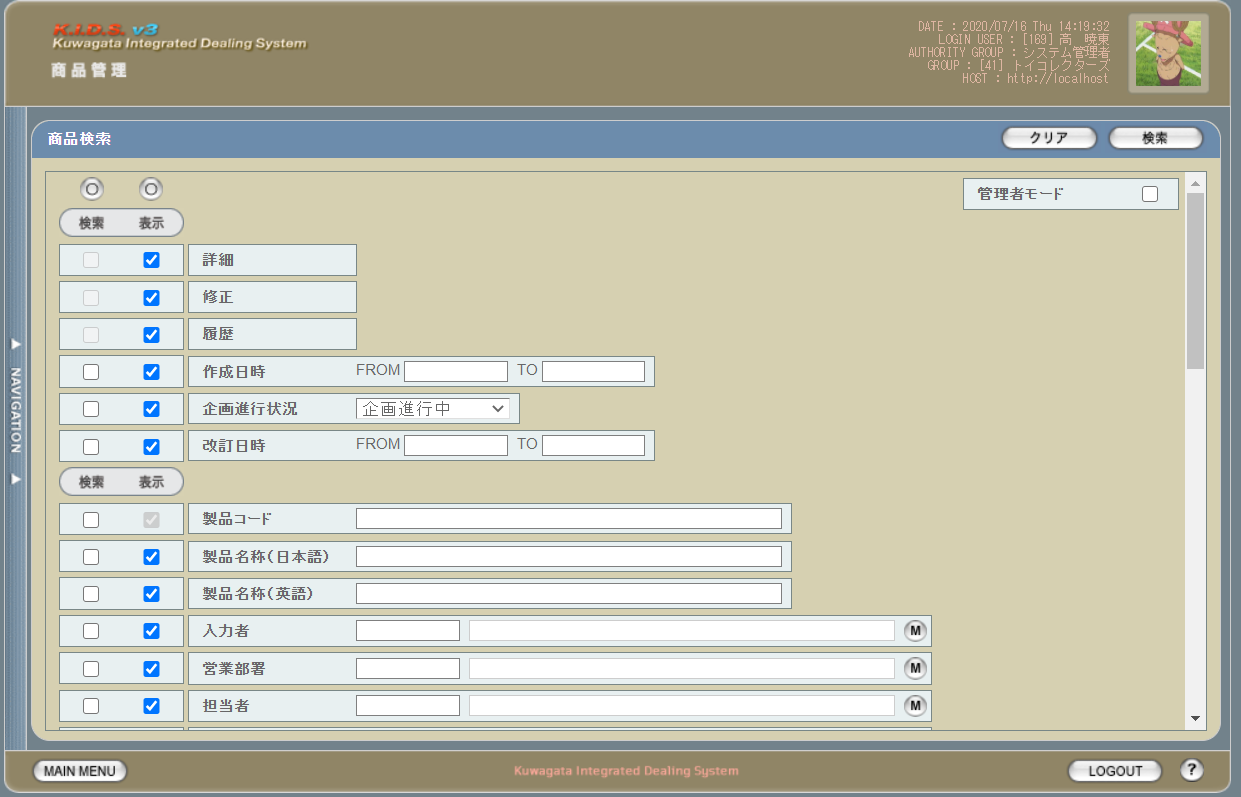 K.I.D.S. v3
Kuwagata Integrated Dealing System
商品管理
DATE : 2020/07/16 Thu 14:19:32
LOGIN USER : [169] 高 暁東
AUTHORITY GROUP : システム管理者
GROUP : [41] トイコレクターズ
HOST : http://localhost
商品検索
クリア 検索
管理者モード
検索 表示
詳細
修正
履歴
作成日時 FROM TO
企画進行状況 企画進行中
改訂日時 FROM TO
検索 表示
製品コード
製品名称(日本語)
製品名称(英語)
入力者 M
営業部署 M
担当者 M
NAVIGATION
MAIN MENU
Kuwagata Integrated Dealing System
LOGOUT ?